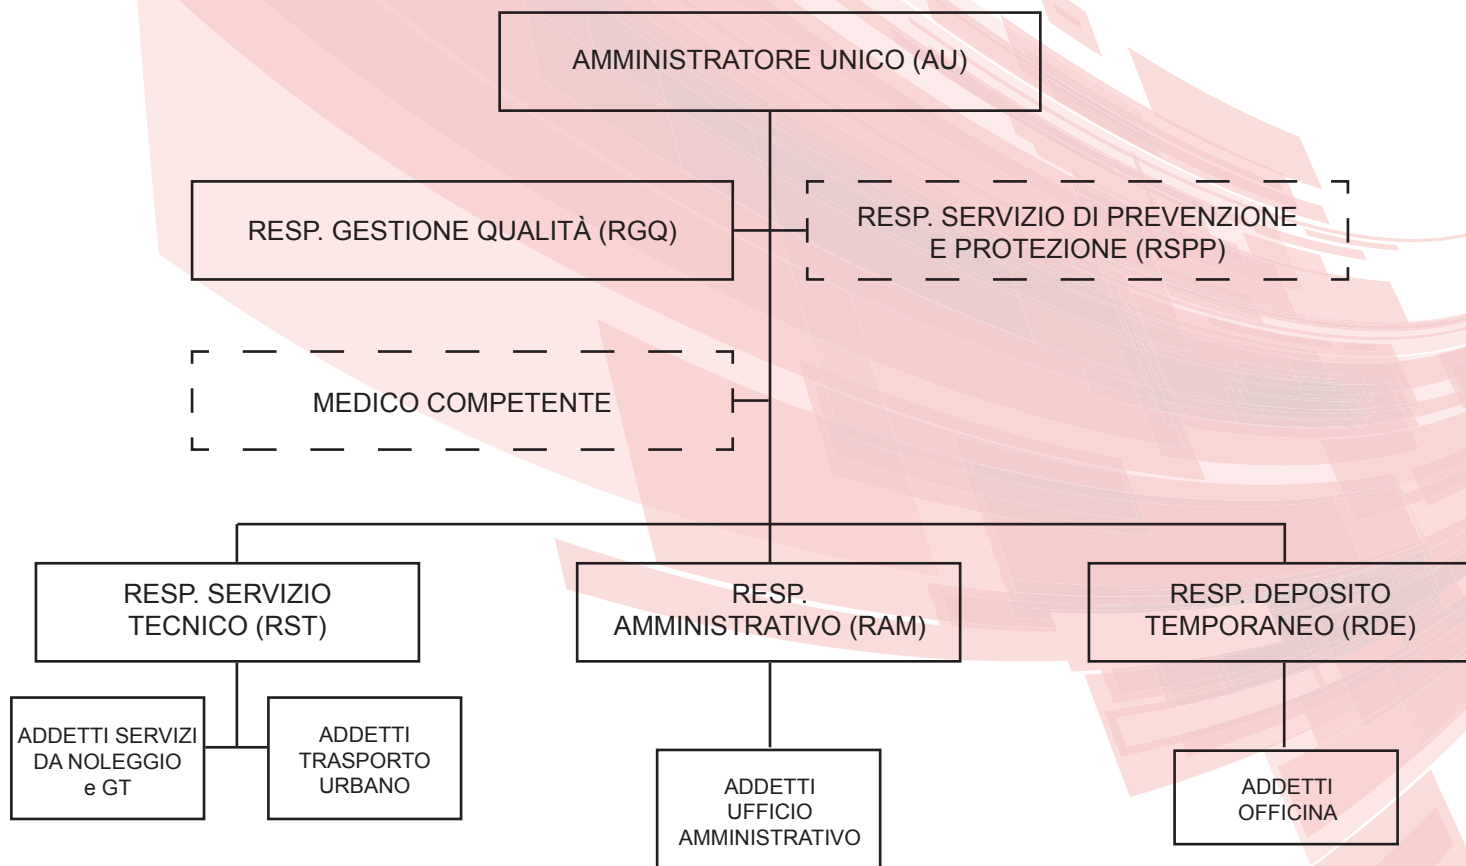 AMMINISTRATORE UNICO (AU)
RESP. GESTIONE QUALITÀ (RGQ)
RESP. SERVIZIO DI PREVENZIONE
E PROTEZIONE (RSPP)
MEDICO COMPETENTE
RESP. SERVIZIO
TECNICO (RST)
RESP.
AMMINISTRATIVO (RAM)
RESP. DEPOSITO
TEMPORANEO (RDE)
ADDETTI SERVIZI
DA NOLEGGIO
e GT
ADDETTI
TRASPORTO
URBANO
ADDETTI
UFFICIO
AMMINISTRATIVO
ADDETTI
OFFICINA